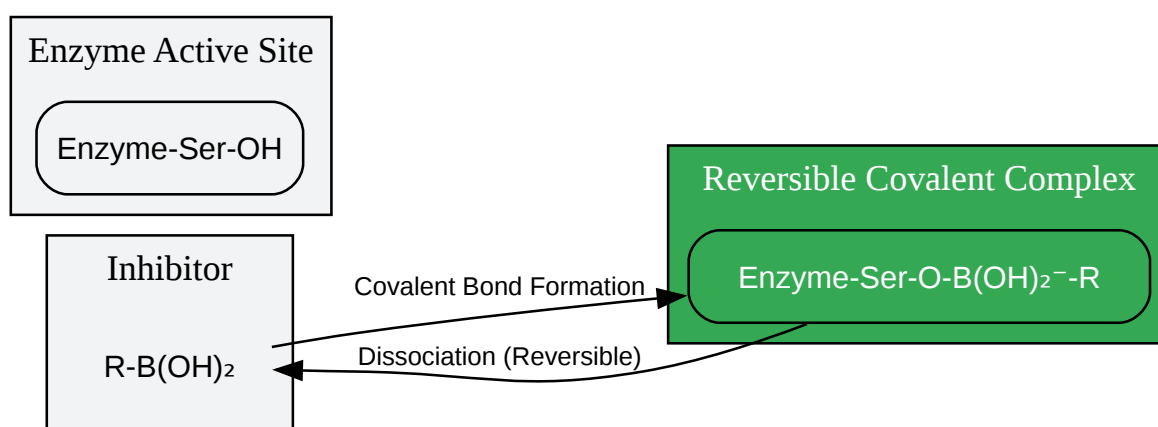 Enzyme Active Site
Enzyme-Ser-OH
Inhibitor
R-B(OH)₂
Covalent Bond Formation
Dissociation (Reversible)
Reversible Covalent Complex
Enzyme-Ser-O-B(OH)₂⁻-R